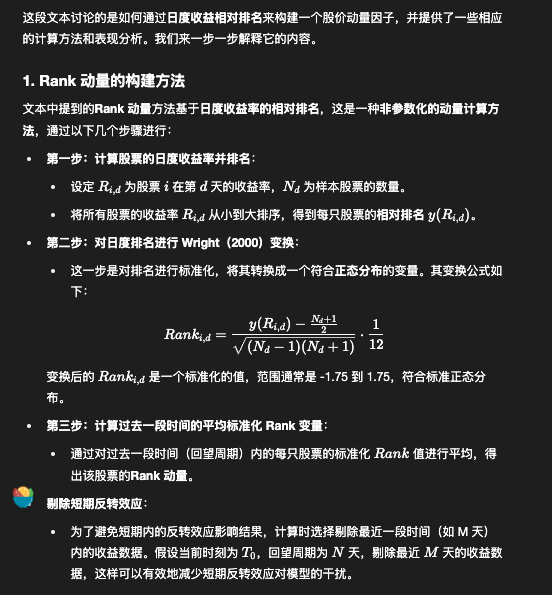 这段文本讨论的是如何通过日度收益相对排名来构建一个股价动量因子，并提供了一些相应
的计算方法和表现分析。我们来一步一步解释它的内容。
1. Rank 动量的构建方法
文本中提到的Rank 动量方法基于日度收益率的相对排名，这是一种非参数化的动量计算方
法，通过以下几个步骤进行：
• 第一步：计算股票的日度收益率并排名：
• 设定 R_{i,d} 为股票 i 在第 d 天的收益率，N_d 为样本股票的数量。
• 将所有股票的收益率 R_{i,d} 从小到大排序，得到每只股票的相对排名 y(R_{i,d})。
• 第二步：对日度排名进行 Wright（2000）变换：
• 这一步是对排名进行标准化，将其转换成一个符合正态分布的变量。其变换公式如
下：
Rank_{i,d} = \frac{y(R_{i,d}) - \frac{N_d+1}{2}}{\sqrt{(N_d - 1)(N_d + 1)}} \cdot \frac{1}{12}
变换后的 Rank_{i,d} 是一个标准化的值，范围通常是 -1.75 到 1.75，符合标准正态分
布。
• 第三步：计算过去一段时间的平均标准化 Rank 变量：
• 通过对过去一段时间（回望周期）内的每只股票的标准化 Rank 值进行平均，得
出该股票的Rank 动量。
剔除短期反转效应：
• 为了避免短期内的反转效应影响结果，计算时选择剔除最近一段时间（如 M 天）
内的收益数据。假设当前时刻为 T_0，回望周期为 N 天，剔除最近 M 天的收益数
据，这样可以有效地减少短期反转效应对模型的干扰。